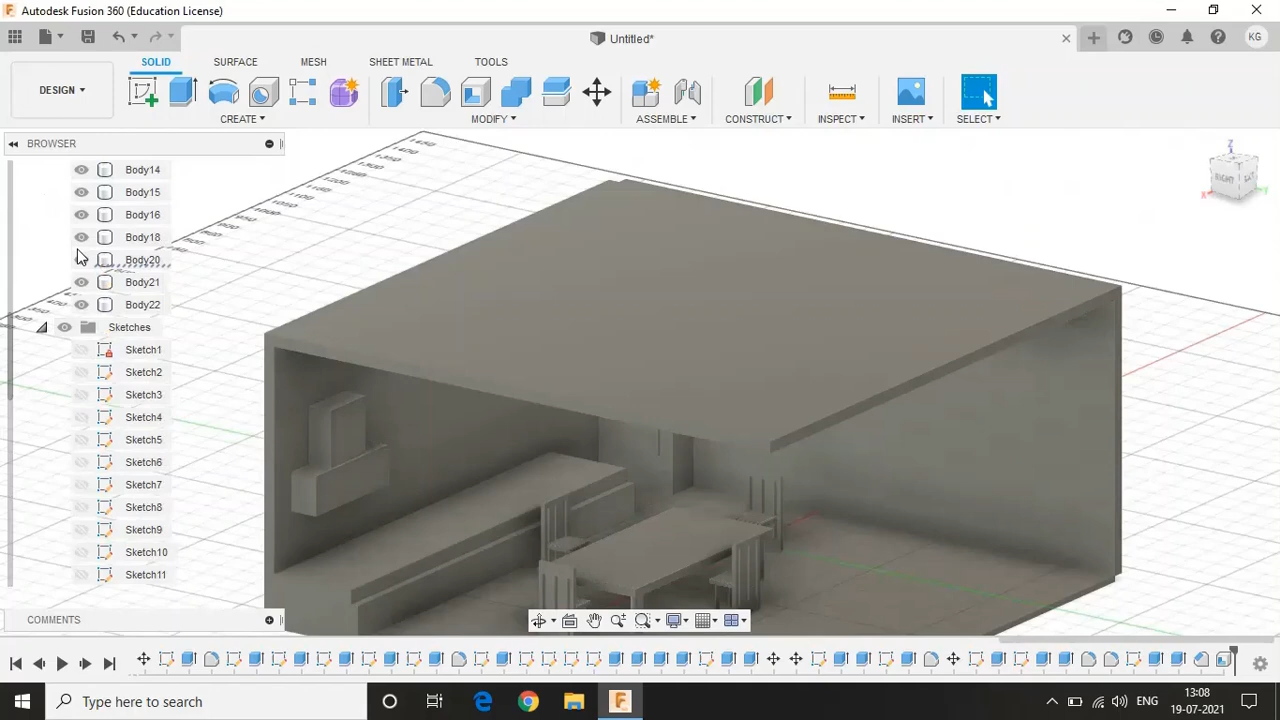 Autodesk Fusion 360 (Education License)
Untitled*
KG
SOLID
SURFACE
MESH
SHEET METAL
TOOLS
DESIGN
CREATE
MODIFY
ASSEMBLE
CONSTRUCT
INSPECT
INSERT
SELECT
BROWSER
Body14
Body15
Body16
Body18
Body20
Body21
Body22
Sketches
Sketch1
Sketch2
Sketch3
Sketch4
Sketch5
Sketch6
Sketch7
Sketch8
Sketch9
Sketch10
Sketch11
COMMENTS
Z
RIGHT
Type here to search
ENG
13:08
19-07-2021